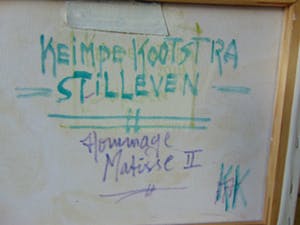 KEIMPE KOOTSTRA
STILLEVEN
Hommage
Matisse II
KK